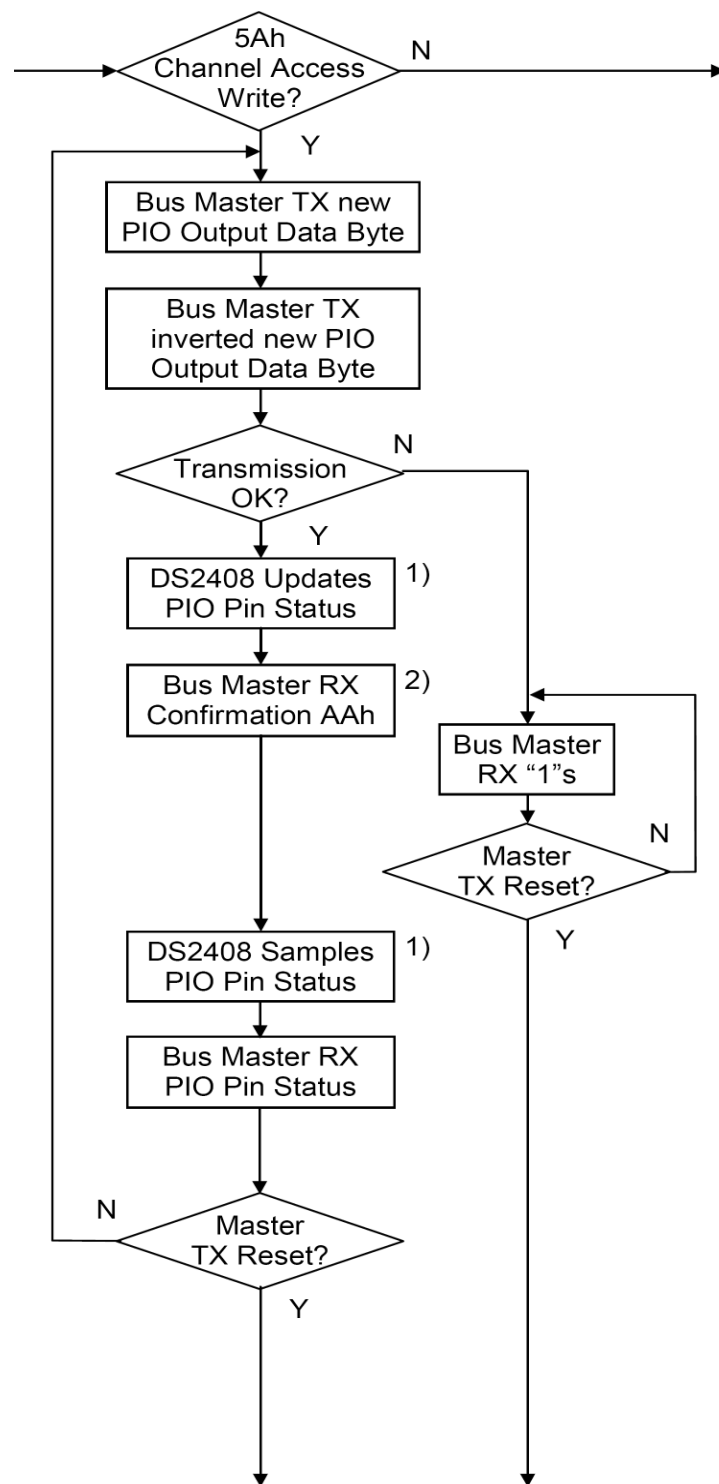 5Ah
Channel Access
Write?
N
Y
Bus Master TX new
PIO Output Data Byte
Bus Master TX
inverted new PIO
Output Data Byte
Transmission
OK?
N
Y
DS2408 Updates
PIO Pin Status
1)
Bus Master RX
Confirmation AAh
2)
Bus Master
RX “1”s
Master
TX Reset?
N
Y
DS2408 Samples
PIO Pin Status
1)
Bus Master RX
PIO Pin Status
N
Master
TX Reset?
Y